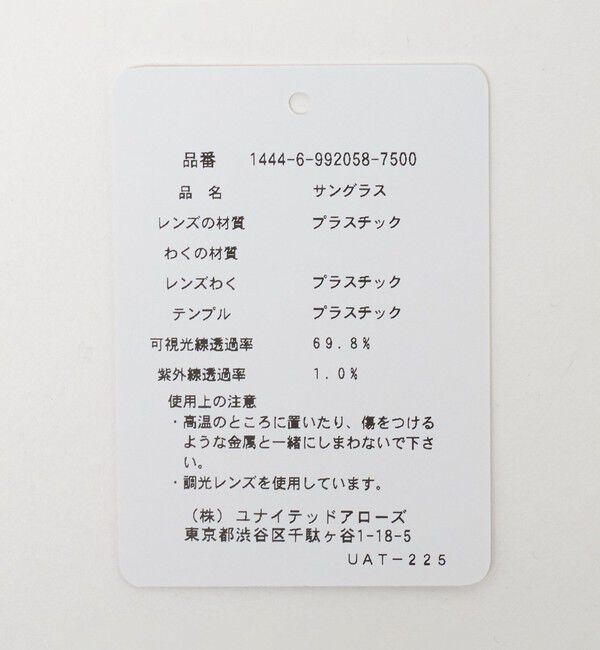 品番 1444-6-992058-7500
品 名 サングラス
レンズの材質 プラスチック
わくの材質
レンズわく プラスチック
テンプル プラスチック
可視光線透過率 69.8%
紫外線透過率 1.0%
使用上の注意
・高温のところに置いたり、傷をつける
ような金属と一緒にしまわないで下さ
い。
・調光レンズを使用しています。
(株) ユナイテッドアローズ
東京都渋谷区千駄ヶ谷1-18-5
UAT-225